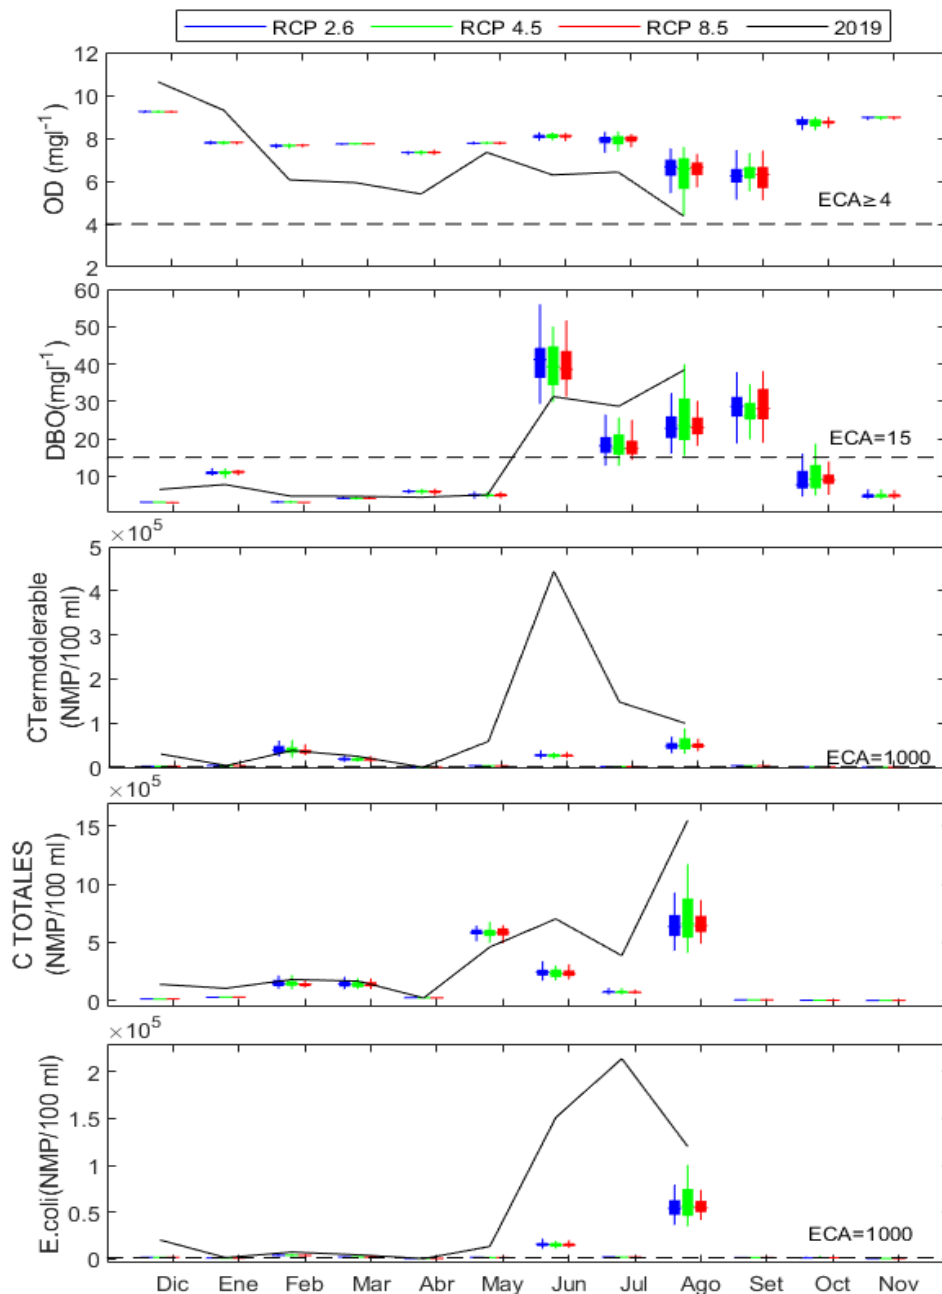 RCP 2.6 RCP 4.5 RCP 8.5 2019
12
10
8
6
4
2
OD (mgl⁻¹)
ECA≥4
60
50
40
30
20
10
DBO(mgl⁻¹)
ECA=15
×10⁵
5
4
3
2
1
0
CTermotolerable
(NMP/100 ml)
ECA=1000
×10⁵
15
10
5
0
C TOTALES
(NMP/100 ml)
×10⁵
2
1.5
1
0.5
0
E.coli(NMP/100 ml)
ECA=1000
Dic Ene Feb Mar Abr May Jun Jul Ago Set Oct Nov